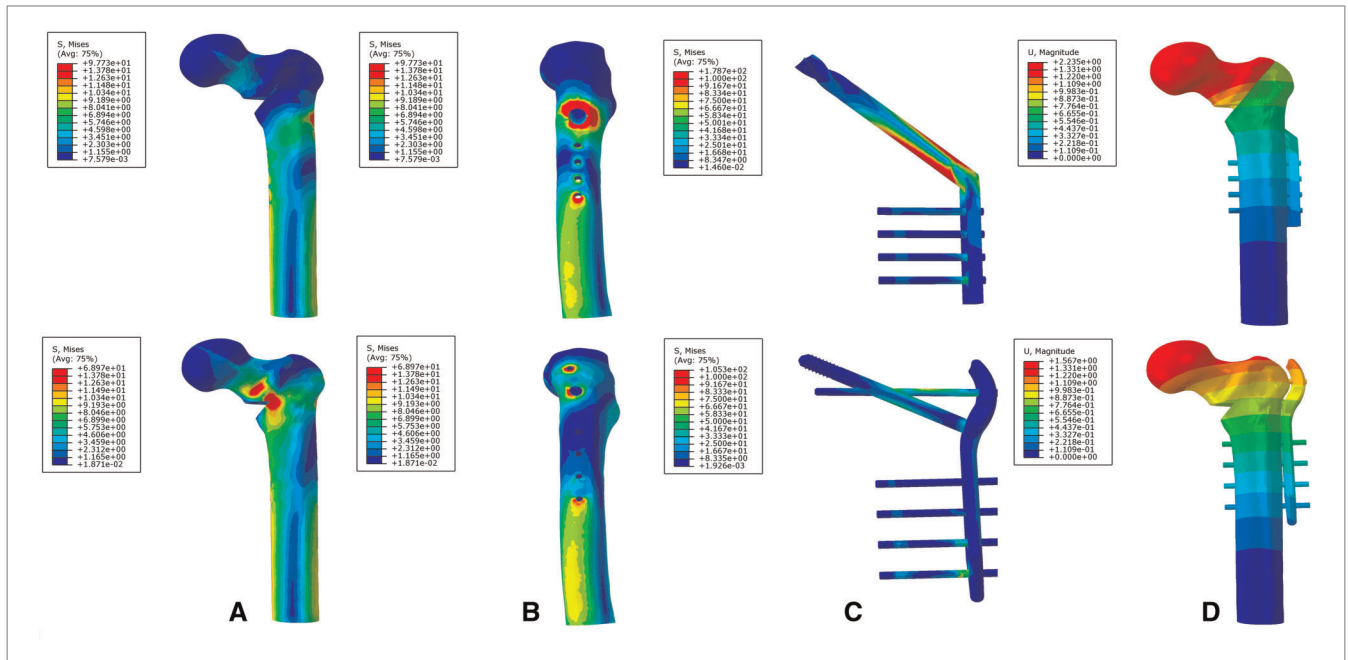 S, Mises
(Avg: 75%)
+9.773e+01
+1.378e+01
+1.263e+01
+1.148e+01
+1.034e+01
+9.189e+00
+8.041e+00
+6.894e+00
+5.746e+00
+4.598e+00
+3.451e+00
+2.303e+00
+1.155e+00
+7.579e-03
S, Mises
(Avg: 75%)
+9.773e+01
+1.378e+01
+1.263e+01
+1.148e+01
+1.034e+01
+9.189e+00
+8.041e+00
+6.894e+00
+5.746e+00
+4.598e+00
+3.451e+00
+2.303e+00
+1.155e+00
+7.579e-03
S, Mises
(Avg: 75%)
+1.787e+02
+1.000e+02
+9.167e+01
+8.334e+01
+7.500e+01
+6.667e+01
+5.834e+01
+5.001e+01
+4.168e+01
+3.334e+01
+2.501e+01
+1.668e+01
+8.347e+00
+1.460e-02
U, Magnitude
+2.235e+00
+1.331e+00
+1.220e+00
+1.109e+00
+9.983e-01
+8.873e-01
+7.764e-01
+6.655e-01
+5.546e-01
+4.437e-01
+3.327e-01
+2.218e-01
+1.109e-01
+0.000e+00
S, Mises
(Avg: 75%)
+6.897e+01
+1.378e+01
+1.263e+01
+1.149e+01
+1.034e+01
+9.193e+00
+8.046e+00
+6.899e+00
+5.753e+00
+4.606e+00
+3.459e+00
+2.312e+00
+1.165e+00
+1.871e-02
S, Mises
(Avg: 75%)
+6.897e+01
+1.378e+01
+1.263e+01
+1.149e+01
+1.034e+01
+9.193e+00
+8.046e+00
+6.899e+00
+5.753e+00
+4.606e+00
+3.459e+00
+2.312e+00
+1.165e+00
+1.871e-02
S, Mises
(Avg: 75%)
+1.053e+02
+1.000e+02
+9.167e+01
+8.333e+01
+7.500e+01
+6.667e+01
+5.833e+01
+5.000e+01
+4.167e+01
+3.333e+01
+2.500e+01
+1.667e+01
+8.335e+00
+1.926e-03
U, Magnitude
+1.567e+00
+1.331e+00
+1.220e+00
+1.109e+00
+9.983e-01
+8.873e-01
+7.764e-01
+6.655e-01
+5.546e-01
+4.437e-01
+3.327e-01
+2.218e-01
+1.109e-01
+0.000e+00
A
B
C
D